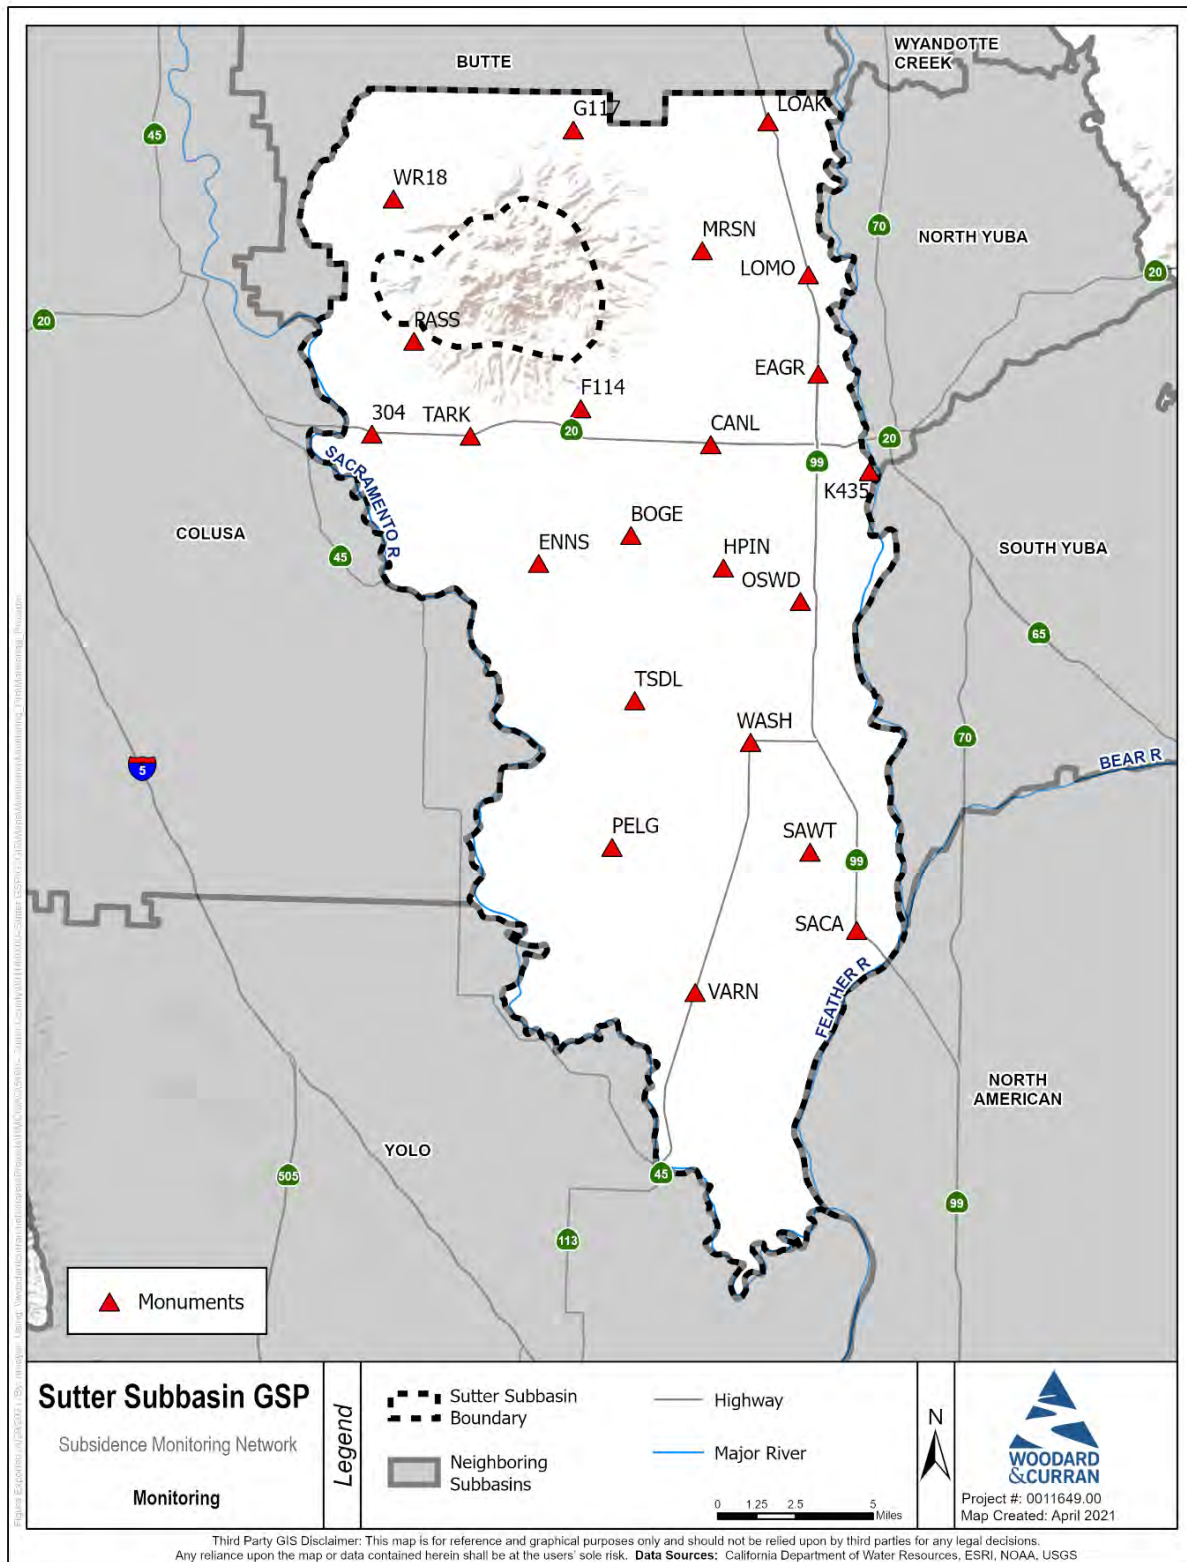 BUTTE
WYANDOTTE
CREEK
G117
LOAK
45
WR18
70
MRSN
NORTH YUBA
LOMO
20
20
PASS
EAGR
F114
304
TARK
20
CANL
20
99
SACRAMENTO R
K435
COLUSA
BOGE
ENNS
45
HPIN
SOUTH YUBA
OSWD
65
TSDL
WASH
70
BEAR R
5
PELG
SAWT
99
SACA
FEATHER R
VARN
NORTH
AMERICAN
YOLO
45
505
99
113
Monuments
Sutter Subbasin GSP
Subsidence Monitoring Network
Monitoring
Legend
Sutter Subbasin
Boundary
Neighboring
Subbasins
Highway
Major River
0 1.25 2.5 5
Miles
N
WOODARD
&CURRAN
Project #: 0011649.00
Map Created: April 2021
Third Party GIS Disclaimer: This map is for reference and graphical purposes only and should not be relied upon by third parties for any legal decisions.
Any reliance upon the map or data contained herein shall be at the users' sole risk. Data Sources: California Department of Water Resources, ESRI, NOAA, USGS